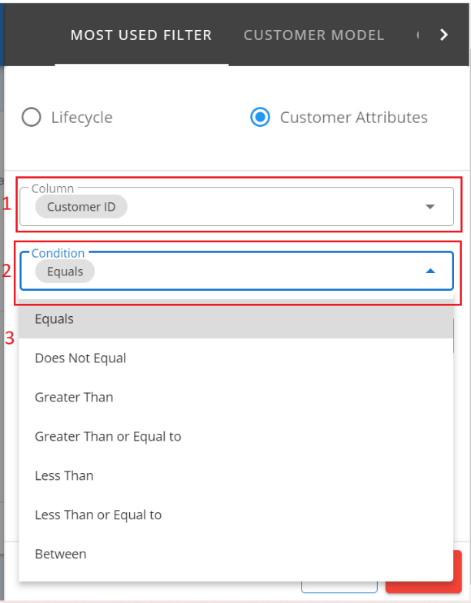 MOST USED FILTER CUSTOMER MODEL
Lifecycle Customer Attributes
1
Column
Customer ID
2
Condition
Equals
Equals
3
Does Not Equal
Greater Than
Greater Than or Equal to
Less Than
Less Than or Equal to
Between